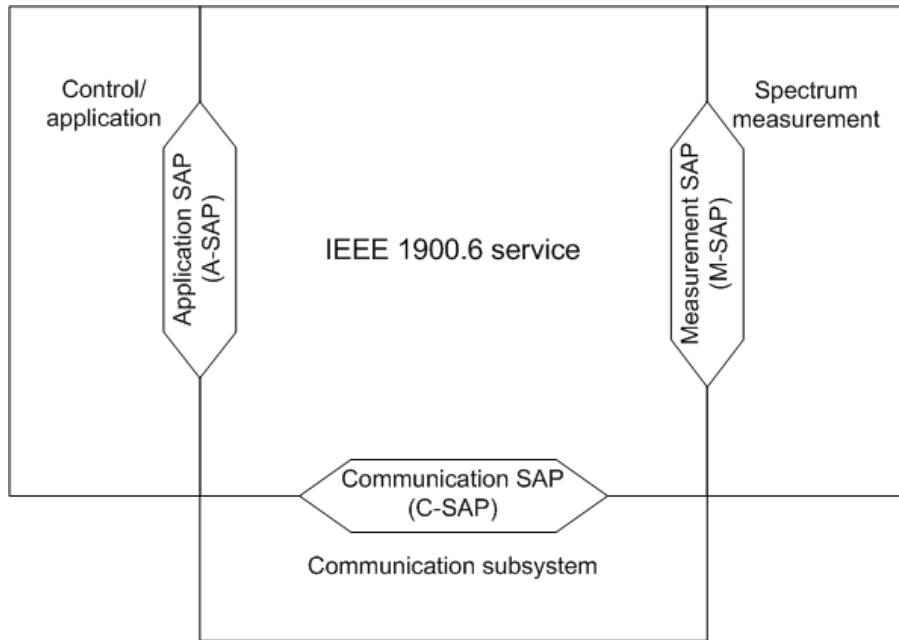 Control/
application
Spectrum
measurement
Application SAP
(A-SAP)
IEEE 1900.6 service
Measurement SAP
(M-SAP)
Communication SAP
(C-SAP)
Communication subsystem